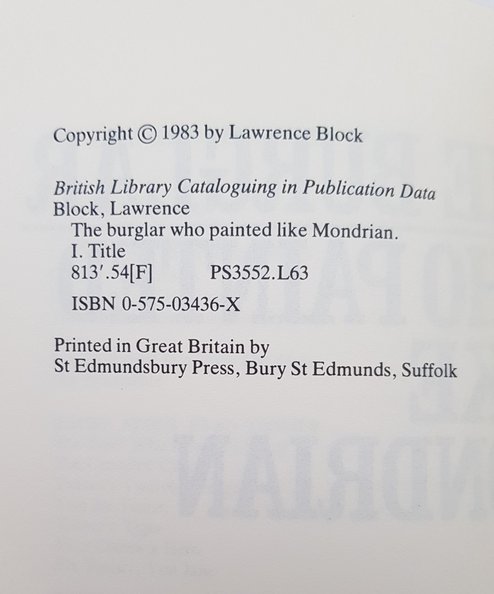 Copyright © 1983 by Lawrence Block
British Library Cataloguing in Publication Data
Block, Lawrence
The burglar who painted like Mondrian.
I. Title
813'.54[F] PS3552.L63
ISBN 0-575-03436-X
Printed in Great Britain by
St Edmundsbury Press, Bury St Edmunds, Suffolk